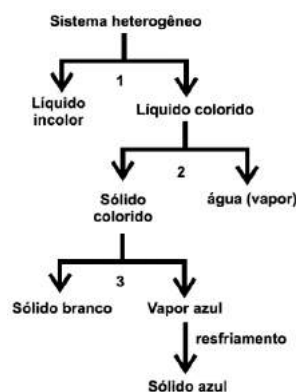 Sistema heterogêneo
1
Líquido
incolor
Líquido colorido
2
Sólido
colorido
água (vapor)
3
Sólido branco
Vapor azul
resfriamento
Sólido azul